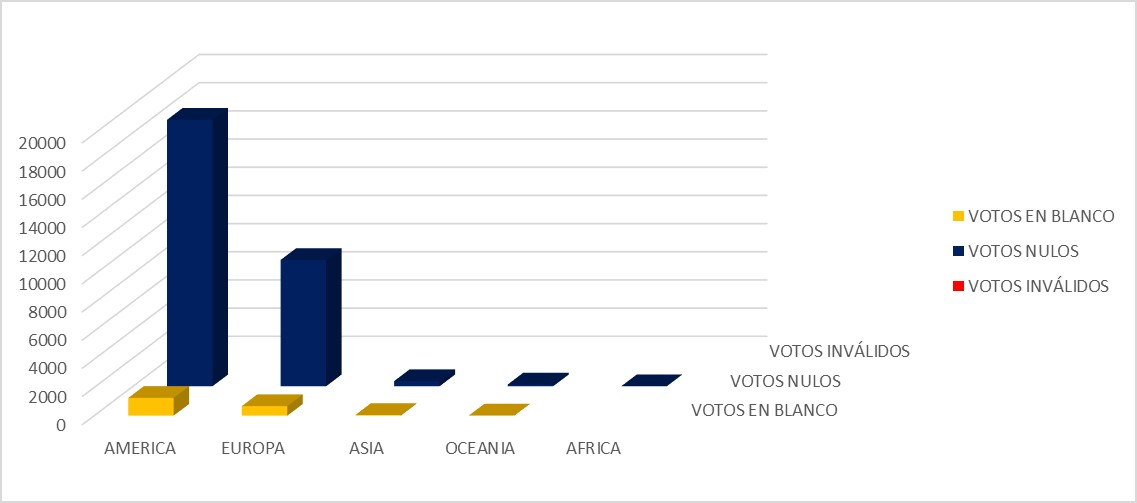 20000
18000
16000
14000
12000
10000
8000
6000
4000
2000
0
AMERICA
EUROPA
ASIA
OCEANIA
AFRICA
VOTOS INVÁLIDOS
VOTOS NULOS
VOTOS EN BLANCO
VOTOS EN BLANCO
VOTOS NULOS
VOTOS INVÁLIDOS